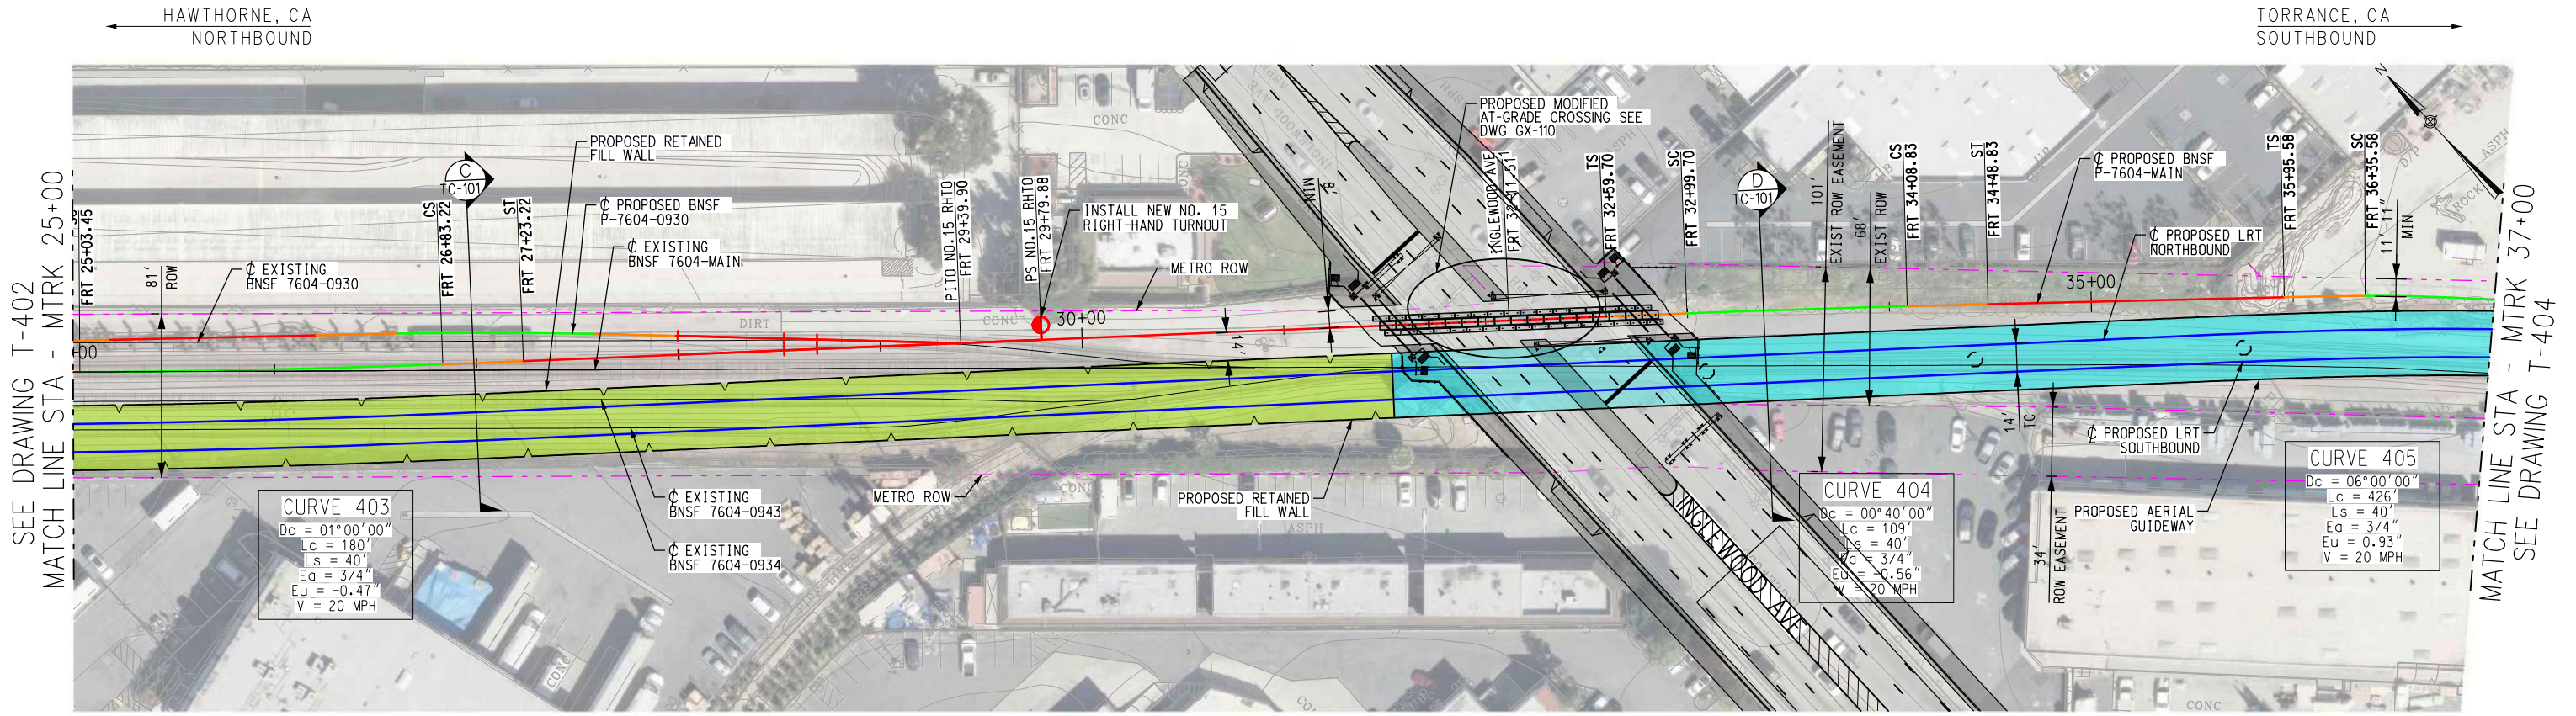 HAWTHORNE, CA
NORTHBOUND
TORRANCE, CA
SOUTHBOUND
SEE DRAWING T-402
MATCH LINE STA - MTRK 25+00
FRT 25+03.45
81'
ROW
℄ EXISTING
BNSF 7604-0930
C
TC-101
CS
FRT 26+83.22
ST
FRT 27+23.22
PROPOSED RETAINED
FILL WALL
℄ PROPOSED BNSF
P-7604-0930
℄ EXISTING
BNSF 7604-MAIN
DIRT
CONC
CONC
CONC
PITO NO.15 RHTO
FRT 29+39.90
PS NO.15 RHTO
FRT 29+79.88
INSTALL NEW NO. 15
RIGHT-HAND TURNOUT
METRO ROW
30+00
14'
8'
MIN
PROPOSED MODIFIED
AT-GRADE CROSSING SEE
DWG GX-110
INGLEWOOD AVE
FRT 32+11.51
TS
FRT 32+59.70
SC
FRT 32+99.70
D
TC-101
101'
EXIST ROW EASEMENT
68'
EXIST ROW
CS
FRT 34+08.83
ST
FRT 34+48.83
℄ PROPOSED BNSF
P-7604-MAIN
35+00
℄ PROPOSED LRT
NORTHBOUND
TS
FRT 35+95.58
SC
FRT 36+35.58
11'-11"
MIN
N
D/P
ROCK
ASPH
MATCH LINE STA - MTRK 37+00
SEE DRAWING T-404
00
CURVE 403
Dc = 01°00'00"
Lc = 180'
Ls = 40'
Ea = 3/4"
Eu = -0.47"
V = 20 MPH
℄ EXISTING
BNSF 7604-0943
℄ EXISTING
BNSF 7604-0934
METRO ROW
CONC
PROPOSED RETAINED
FILL WALL
ASPH
INGLEWOOD AVE
CURVE 404
Dc = 00°40'00"
Lc = 109'
Ls = 40'
Ea = 3/4"
Eu = -0.56"
V = 20 MPH
14'
TC
34'
ROW EASEMENT
℄ PROPOSED LRT
SOUTHBOUND
PROPOSED AERIAL
GUIDEWAY
CURVE 405
Dc = 06°00'00"
Lc = 426'
Ls = 40'
Ea = 3/4"
Eu = 0.93"
V = 20 MPH
CONC
CONC